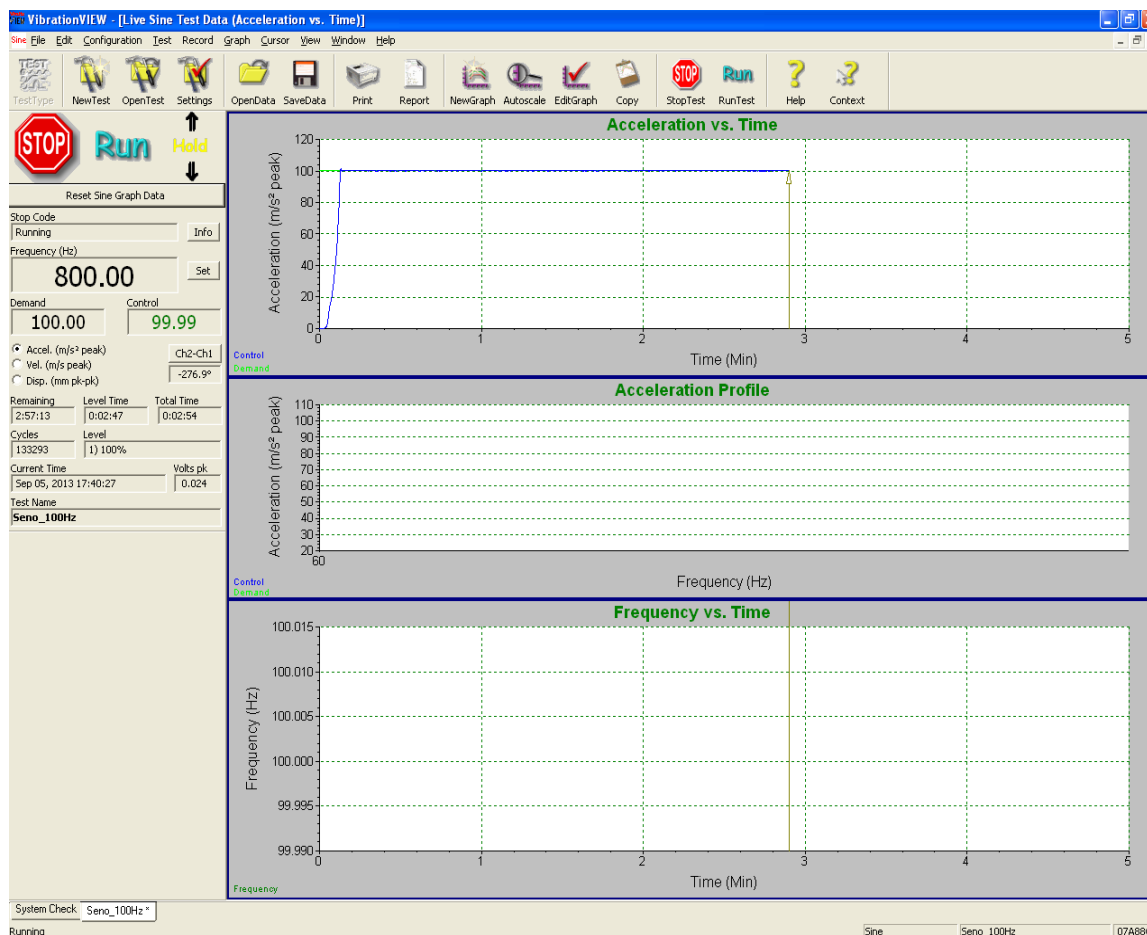 VibrationVIEW - [Live Sine Test Data (Acceleration vs. Time)]
Sine File Edit Configuration Test Record Graph Cursor View Window Help
TEST
TestType NewTest OpenTest Settings OpenData SaveData Print Report NewGraph Autoscale EditGraph Copy STOP StopTest Run RunTest Help Context
STOP Run Hold
Reset Sine Graph Data
Stop Code
Running Info
Frequency (Hz)
800.00 Set
Demand Control
100.00 99.99
Accel. (m/s² peak) Ch2-Ch1
Vel. (m/s peak)
Disp. (mm pk-pk) -276.9°
Remaining Level Time Total Time
2:57:13 0:02:47 0:02:54
Cycles Level
133293 1) 100%
Current Time Volts pk
Sep 05, 2013 17:40:27 0.024
Test Name
Seno_100Hz
Acceleration vs. Time
Acceleration (m/s² peak)
120
100
80
60
40
20
0
0 1 2 3 4 5
Time (Min)
Control
Demand
Acceleration Profile
Acceleration (m/s² peak)
110
100
90
80
70
60
50
40
30
20
60
Frequency (Hz)
Control
Demand
Frequency vs. Time
Frequency (Hz)
100.015
100.010
100.005
100.000
99.995
99.990
0 1 2 3 4 5
Time (Min)
Frequency
System Check Seno_100Hz *
Running Sine Seno_100Hz